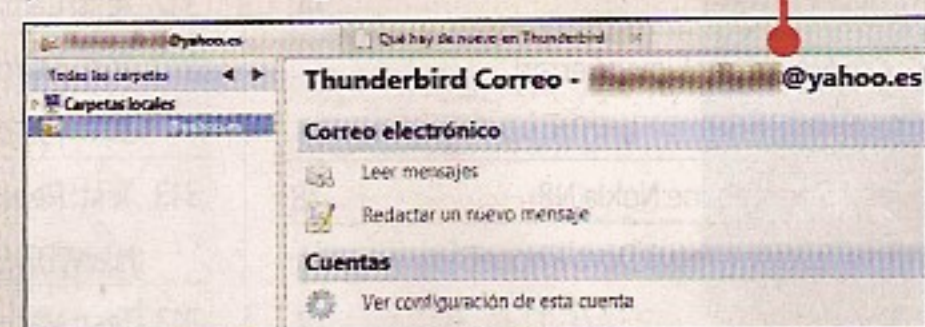 @yahoo.es
Qué hay de nuevo en Thunderbird
Todas las carpetas
Carpetas locales
Thunderbird Correo - @yahoo.es
Correo electrónico
Leer mensajes
Redactar un nuevo mensaje
Cuentas
Ver configuración de esta cuenta